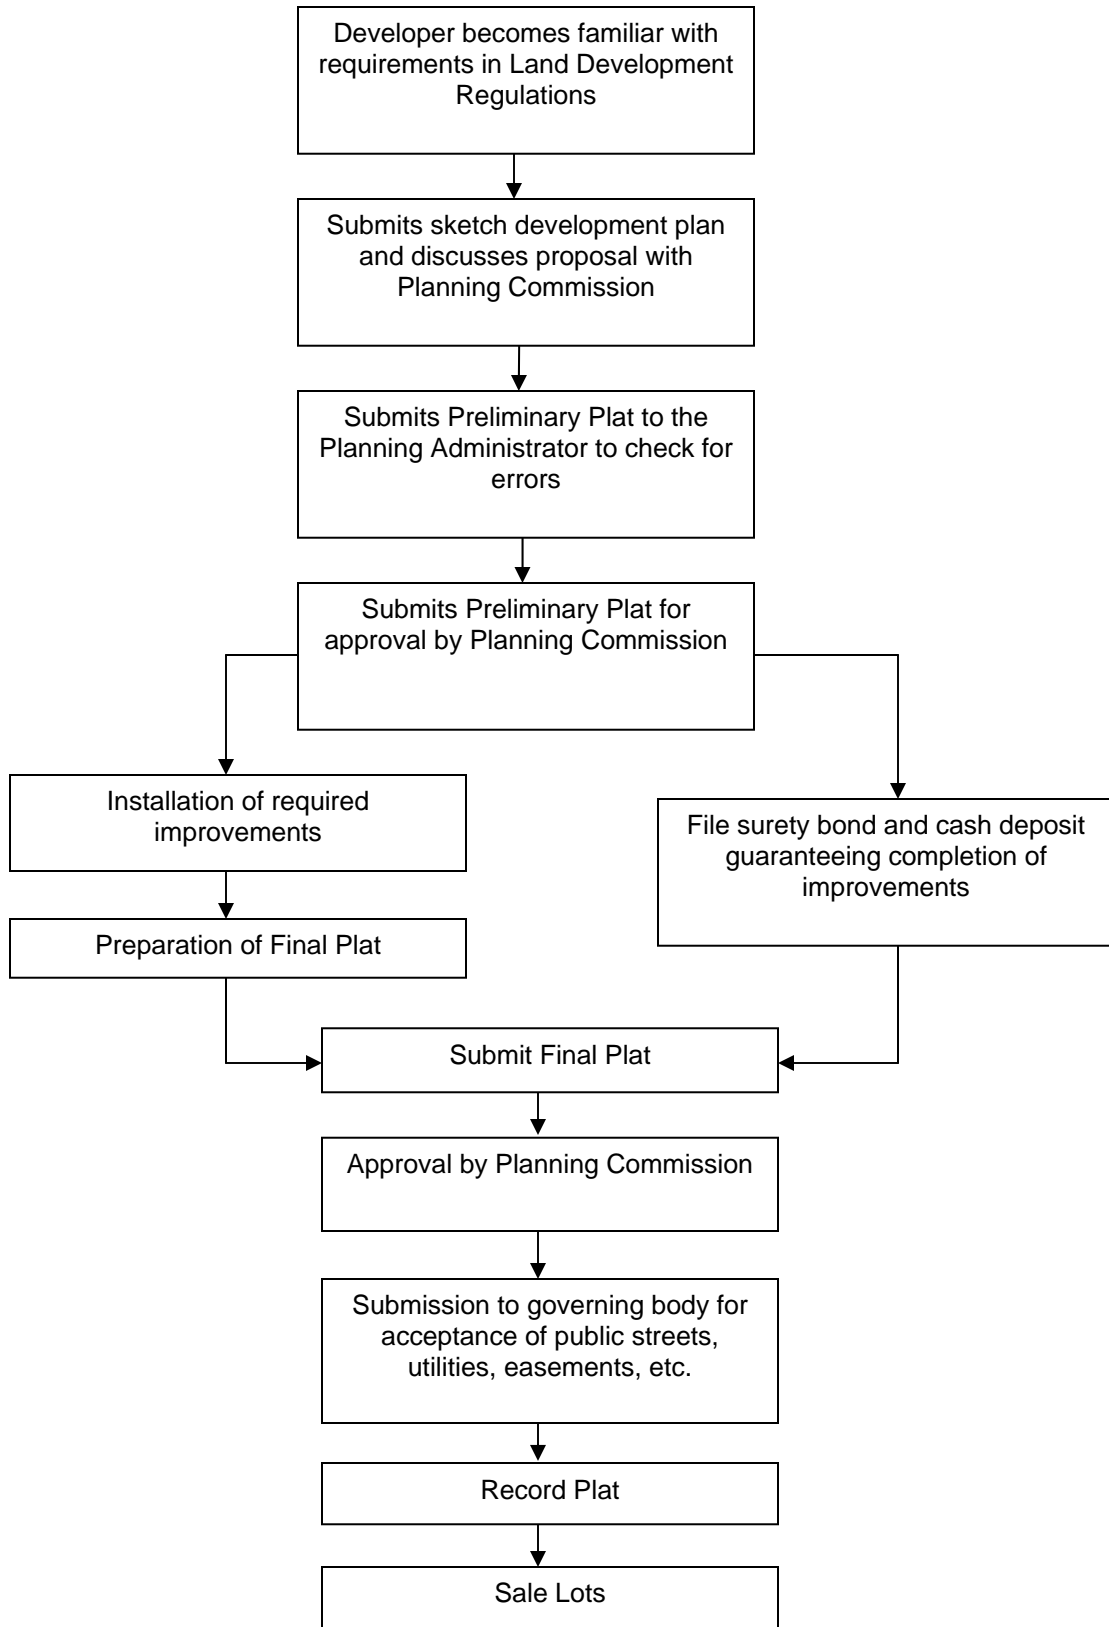 Developer becomes familiar with
requirements in Land Development
Regulations
Submits sketch development plan
and discusses proposal with
Planning Commission
Submits Preliminary Plat to the
Planning Administrator to check for
errors
Submits Preliminary Plat for
approval by Planning Commission
Installation of required
improvements
Preparation of Final Plat
File surety bond and cash deposit
guaranteeing completion of
improvements
Submit Final Plat
Approval by Planning Commission
Submission to governing body for
acceptance of public streets,
utilities, easements, etc.
Record Plat
Sale Lots